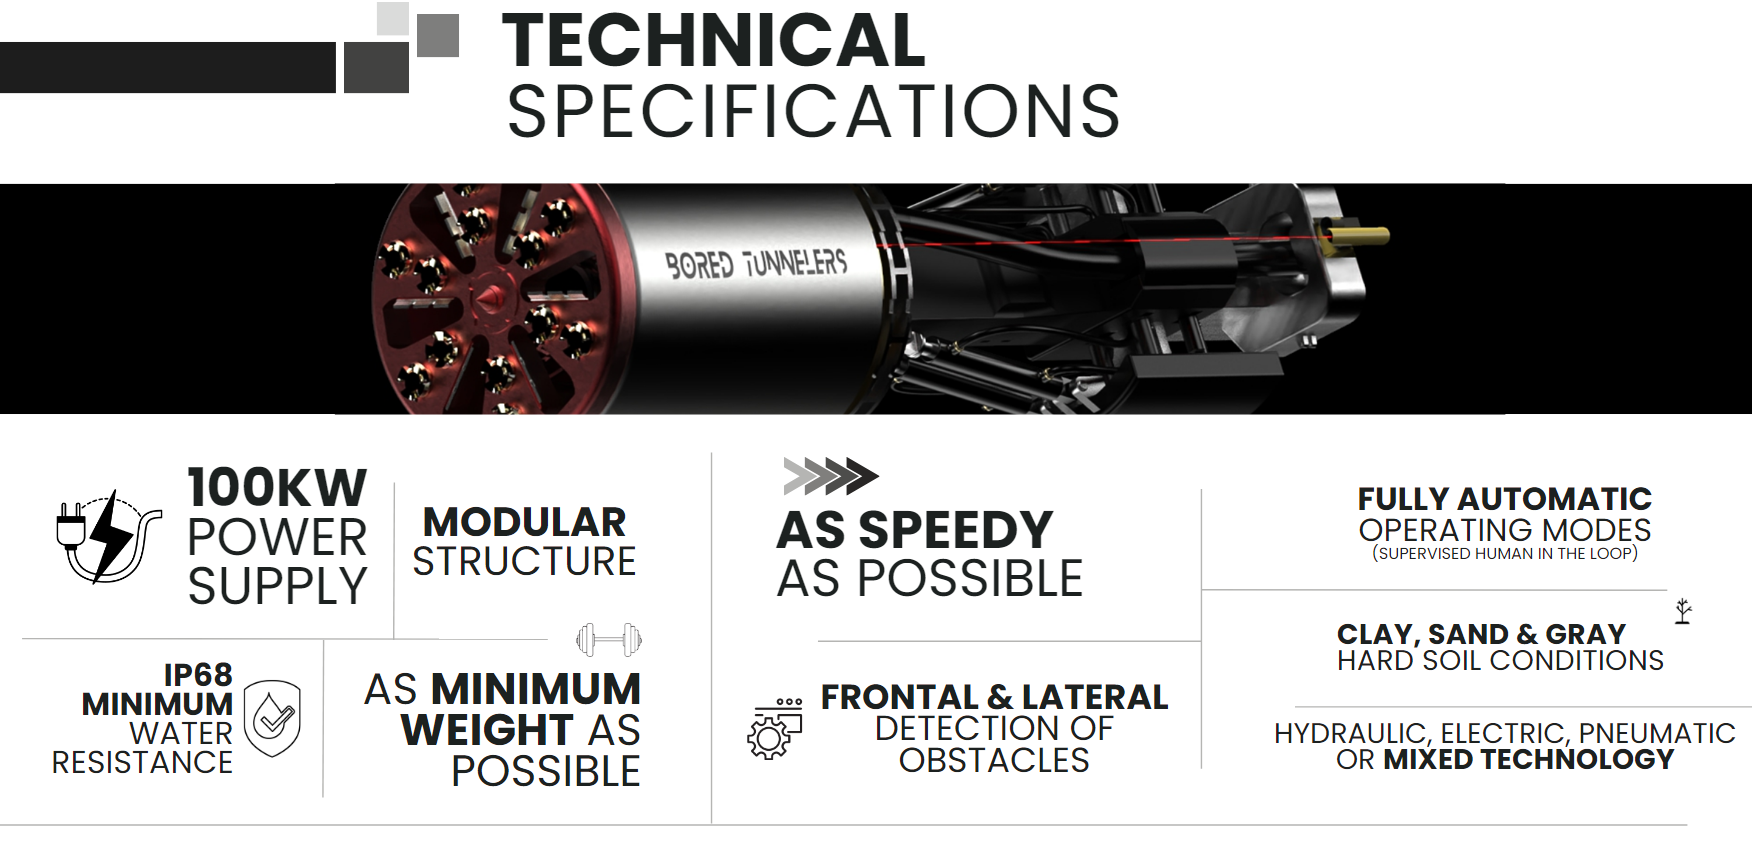 TECHNICAL
SPECIFICATIONS
BORED TUNNELERS
100KW
POWER
SUPPLY
MODULAR
STRUCTURE
IP68
MINIMUM
WATER
RESISTANCE
AS MINIMUM
WEIGHT AS
POSSIBLE
AS SPEEDY
AS POSSIBLE
FRONTAL & LATERAL
DETECTION OF
OBSTACLES
FULLY AUTOMATIC
OPERATING MODES
(SUPERVISED HUMAN IN THE LOOP)
CLAY, SAND & GRAY
HARD SOIL CONDITIONS
HYDRAULIC, ELECTRIC, PNEUMATIC
OR MIXED TECHNOLOGY